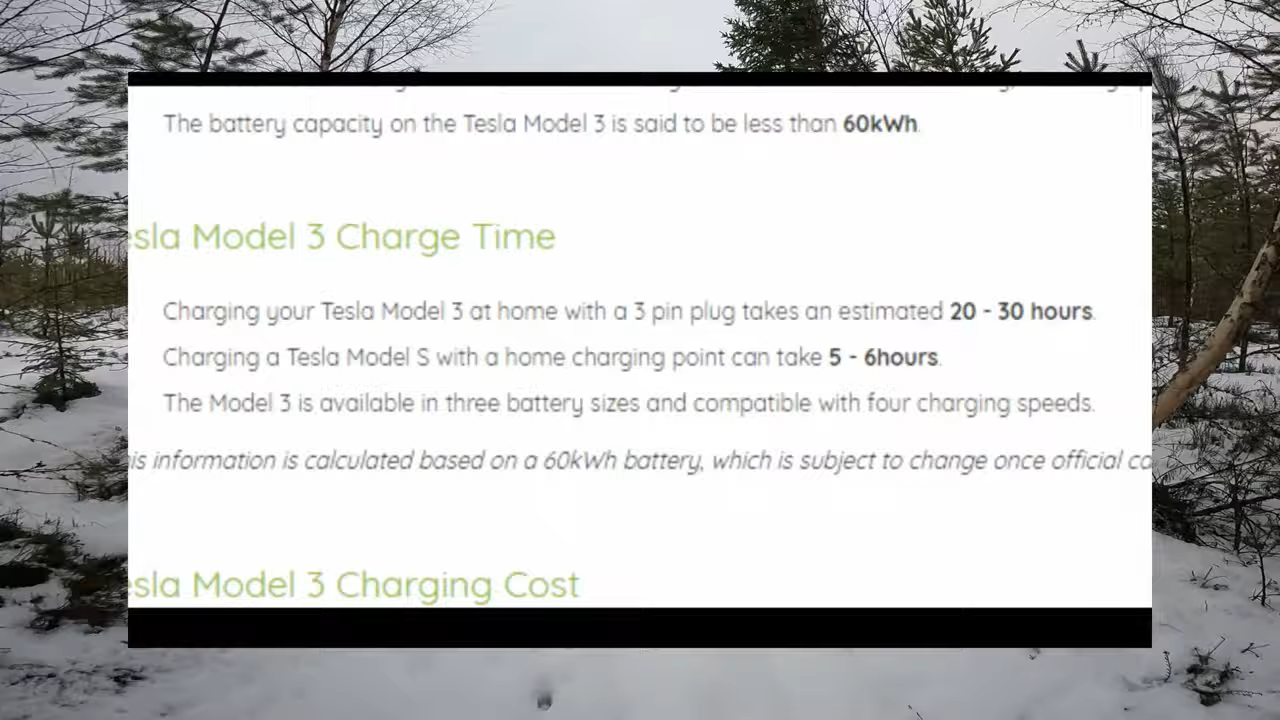 The battery capacity on the Tesla Model 3 is said to be less than 60kWh.
esla Model 3 Charge Time
Charging your Tesla Model 3 at home with a 3 pin plug takes an estimated 20 - 30 hours.
Charging a Tesla Model S with a home charging point can take 5 - 6hours.
The Model 3 is available in three battery sizes and compatible with four charging speeds.
is information is calculated based on a 60kWh battery, which is subject to change once official
esla Model 3 Charging Cost